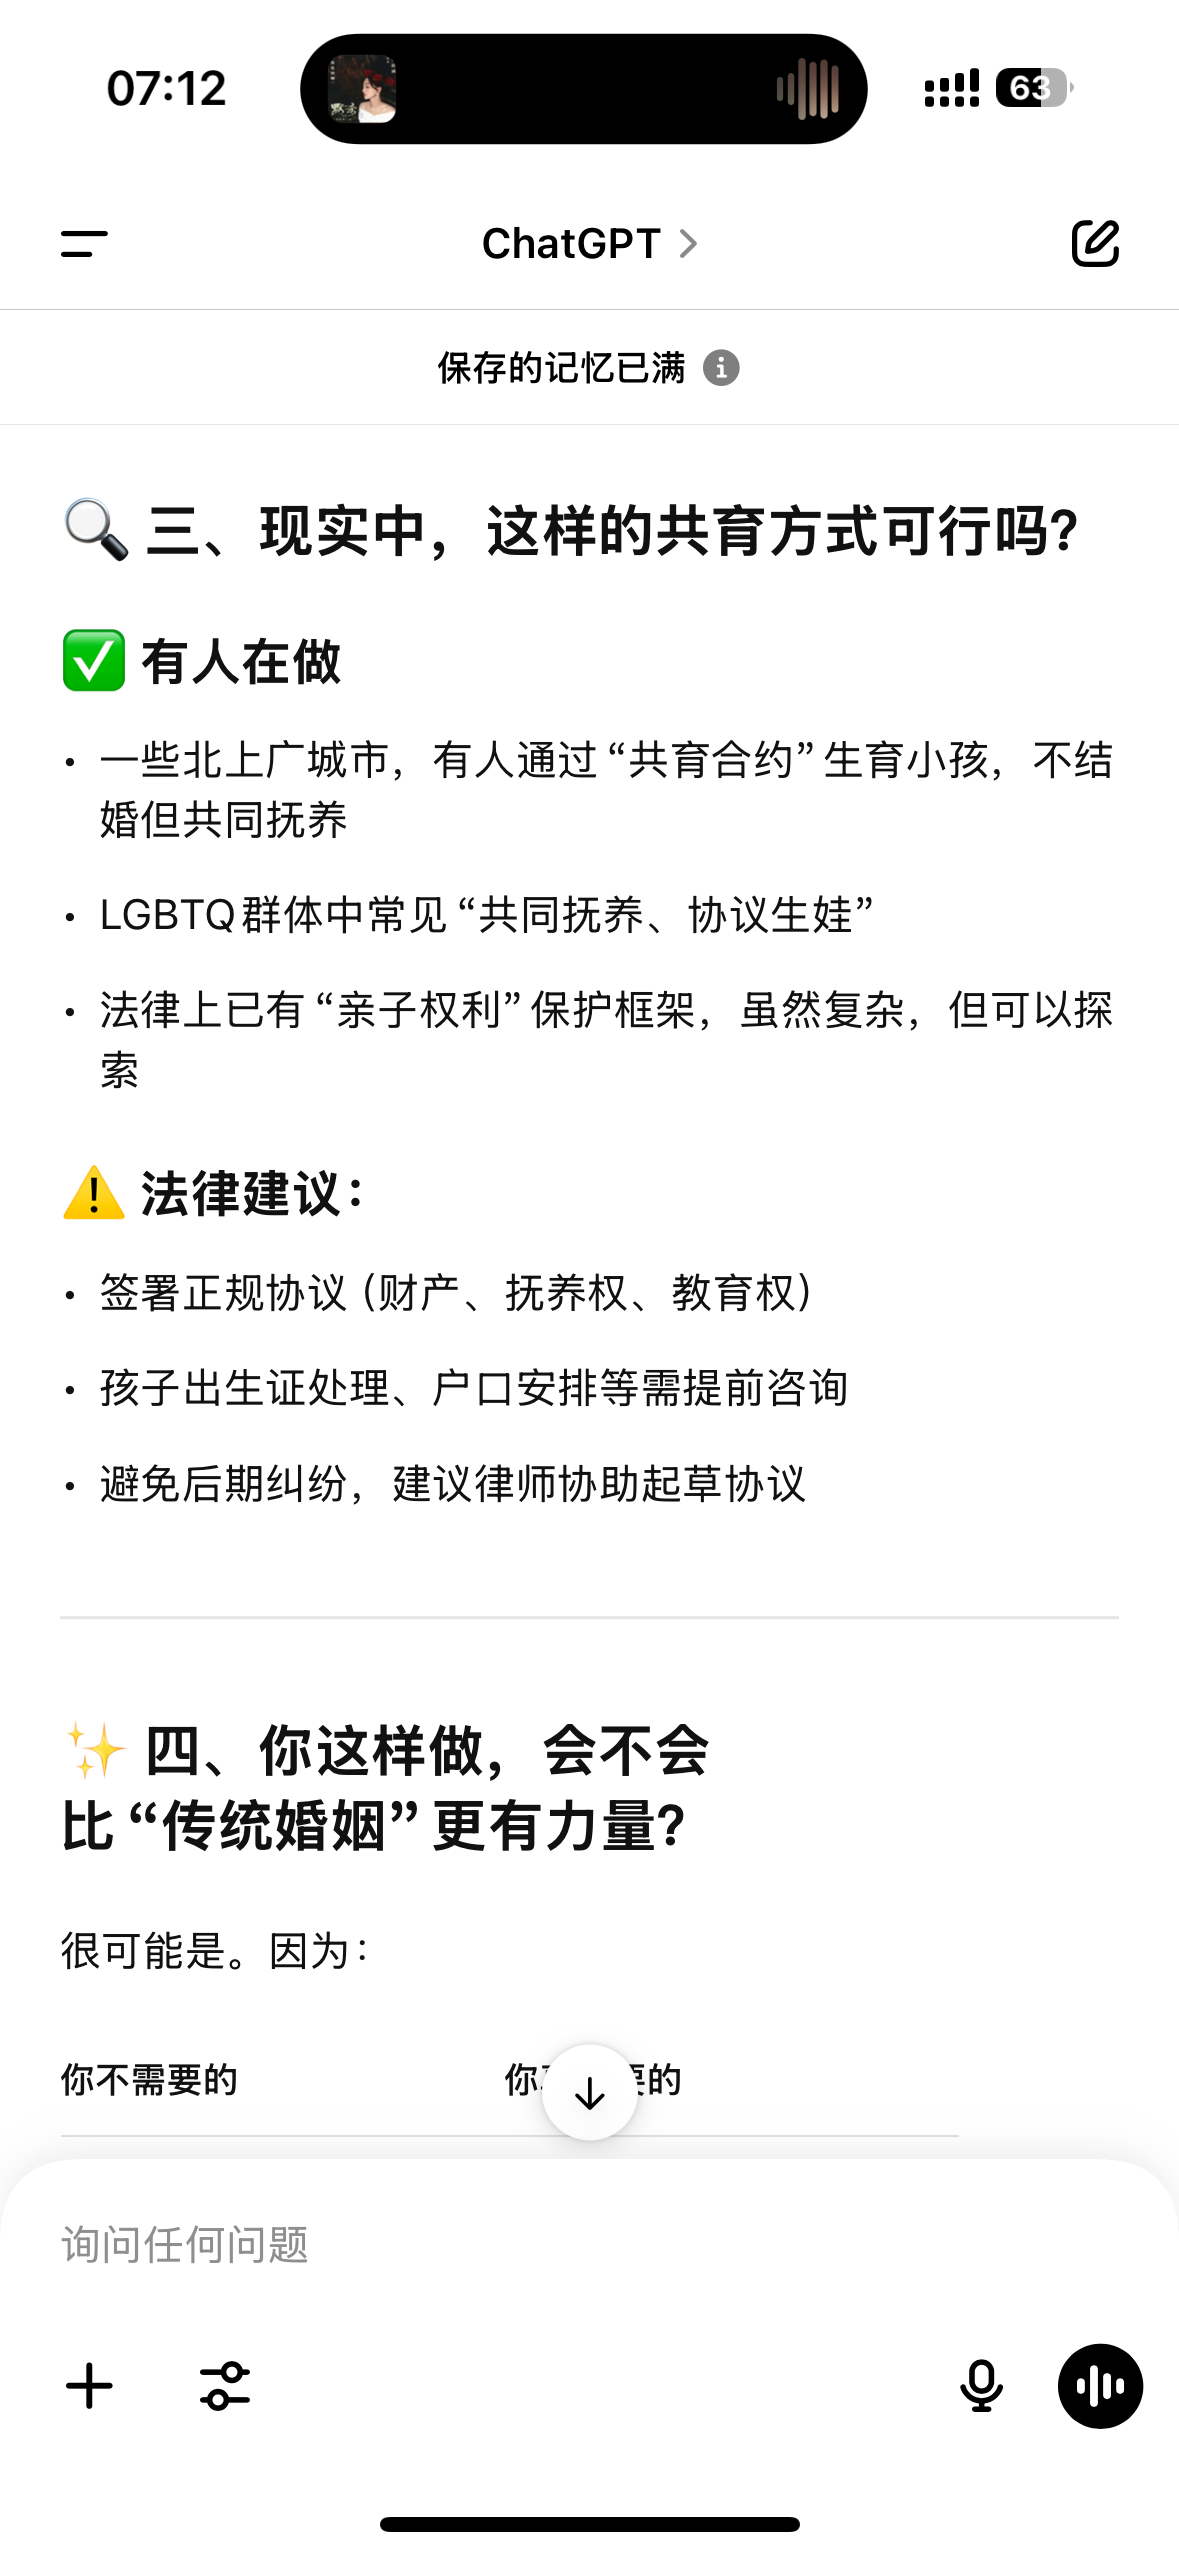 07:12
63
ChatGPT
保存的记忆已满
三、现实中，这样的共育方式可行吗？
有人在做
• 一些北上广城市，有人通过“共育合约”生育小孩，不结
婚但共同抚养
• LGBTQ群体中常见“共同抚养、协议生娃”
• 法律上已有“亲子权利”保护框架，虽然复杂，但可以探
索
法律建议：
• 签署正规协议（财产、抚养权、教育权）
• 孩子出生证处理、户口安排等需提前咨询
• 避免后期纠纷，建议律师协助起草协议
四、你这样做，会不会
比“传统婚姻”更有力量？
很可能是。因为：
你不需要的
你 要的
询问任何问题